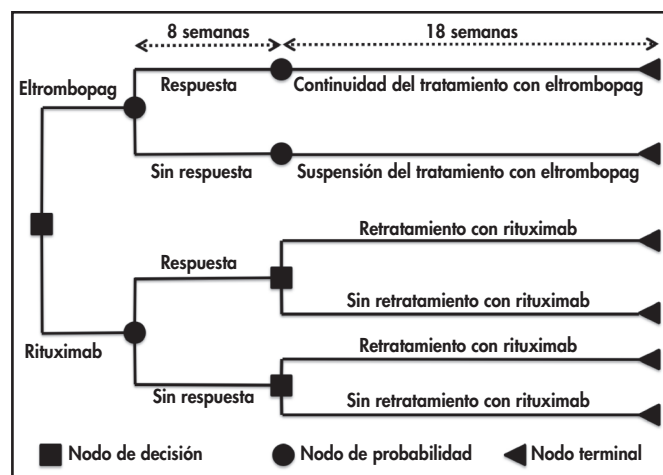 8 semanas
18 semanas
Eltrombopag
Respuesta
Continuidad del tratamiento con eltrombopag
Sin respuesta
Suspensión del tratamiento con eltrombopag
Retratamiento con rituximab
Respuesta
Sin retratamiento con rituximab
Rituximab
Retratamiento con rituximab
Sin respuesta
Sin retratamiento con rituximab
Nodo de decisión
Nodo de probabilidad
Nodo terminal